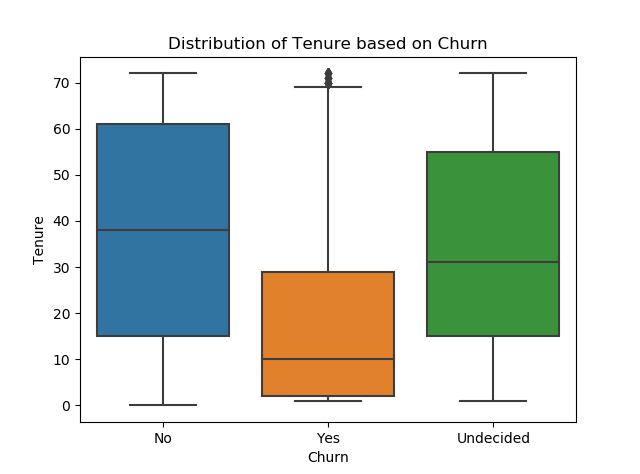 Distribution of Tenure based on Churn
Tenure
70
60
50
40
30
20
10
0
No Yes Undecided
Churn